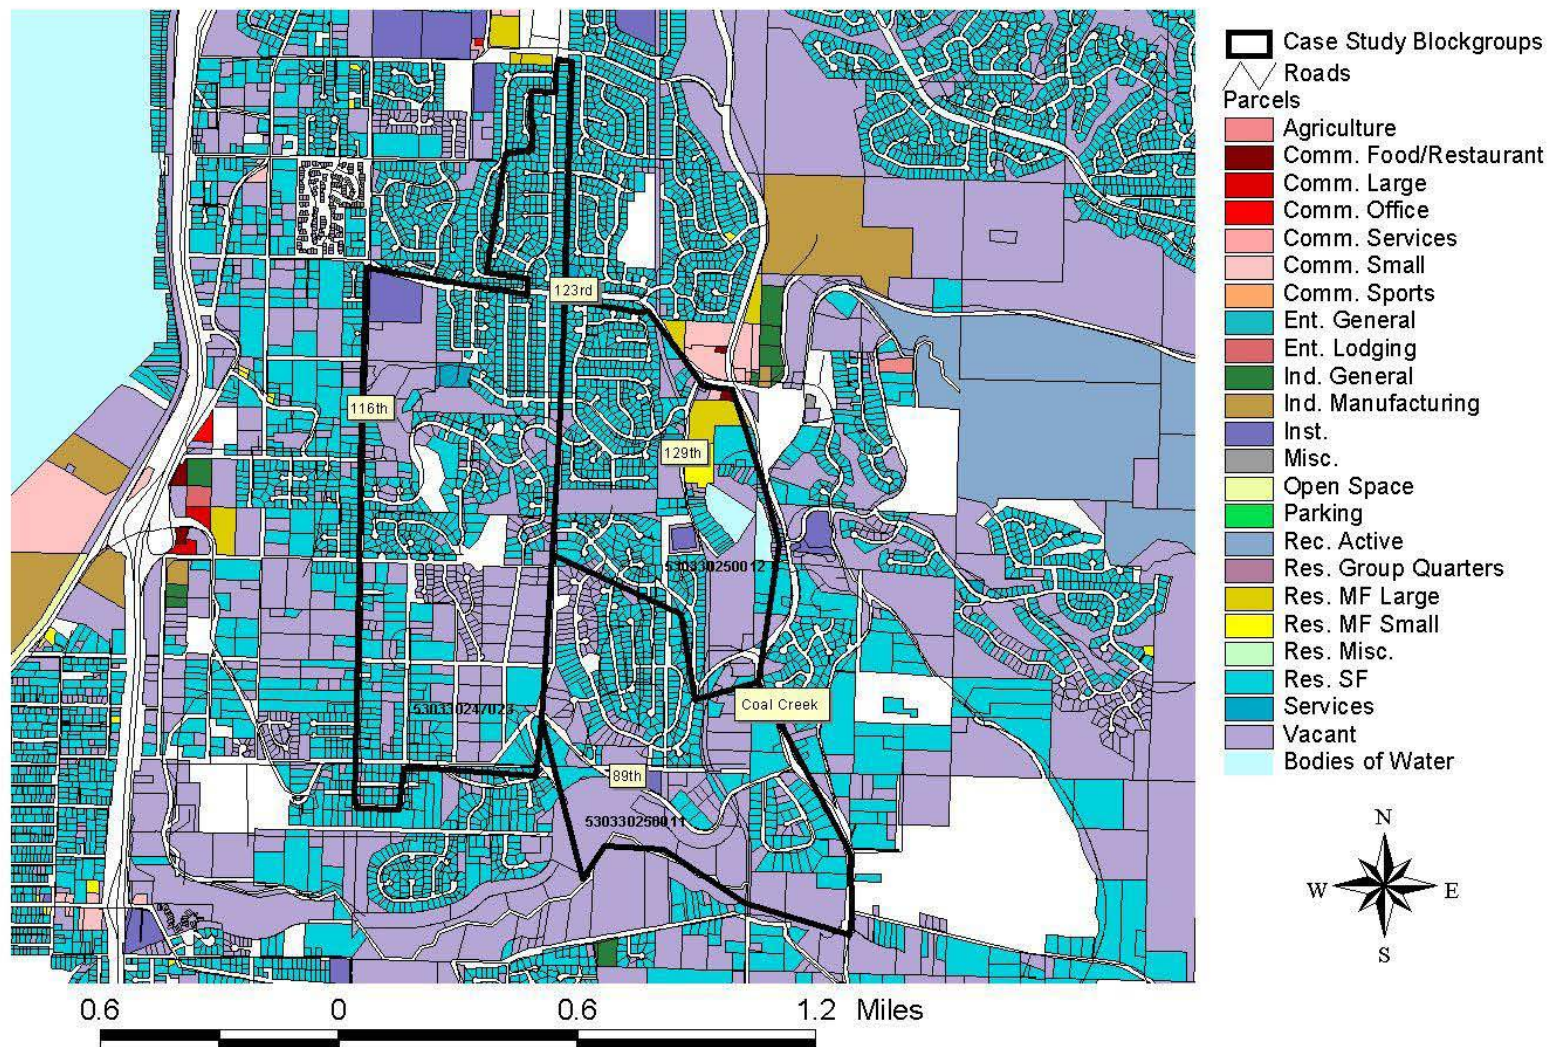 Case Study Blockgroups
Roads
Parcels
Agriculture
Comm. Food/Restaurant
Comm. Large
Comm. Office
Comm. Services
Comm. Small
Comm. Sports
Ent. General
Ent. Lodging
Ind. General
Ind. Manufacturing
Inst.
Misc.
Open Space
Parking
Rec. Active
Res. Group Quarters
Res. MF Large
Res. MF Small
Res. Misc.
Res. SF
Services
Vacant
Bodies of Water
123rd
116th
129th
530330250012
Coal Creek
530330247023
89th
530330250011
N
W E
S
0.6 0 0.6 1.2 Miles